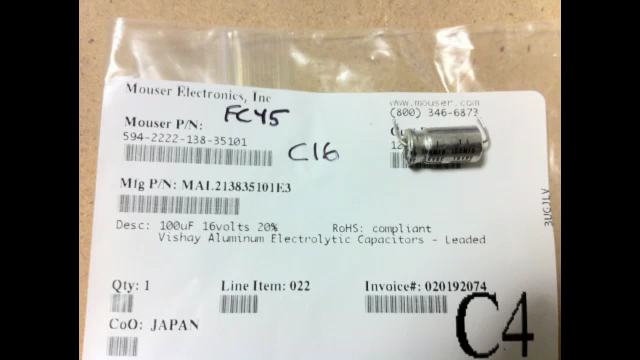 Mouser Electronics, Inc
www.mouser.com
FC45
(800) 346-6873
Mouser P/N:
594-2222-138-35101
C16
Mfg P/N: MAL213835101E3
3UGJLV
Desc: 100uF 16volts 20% RoHS: compliant
Vishay Aluminum Electrolytic Capacitors - Leaded
Qty: 1 Line Item: 022 Invoice#: 020192074
C4
CoO: JAPAN